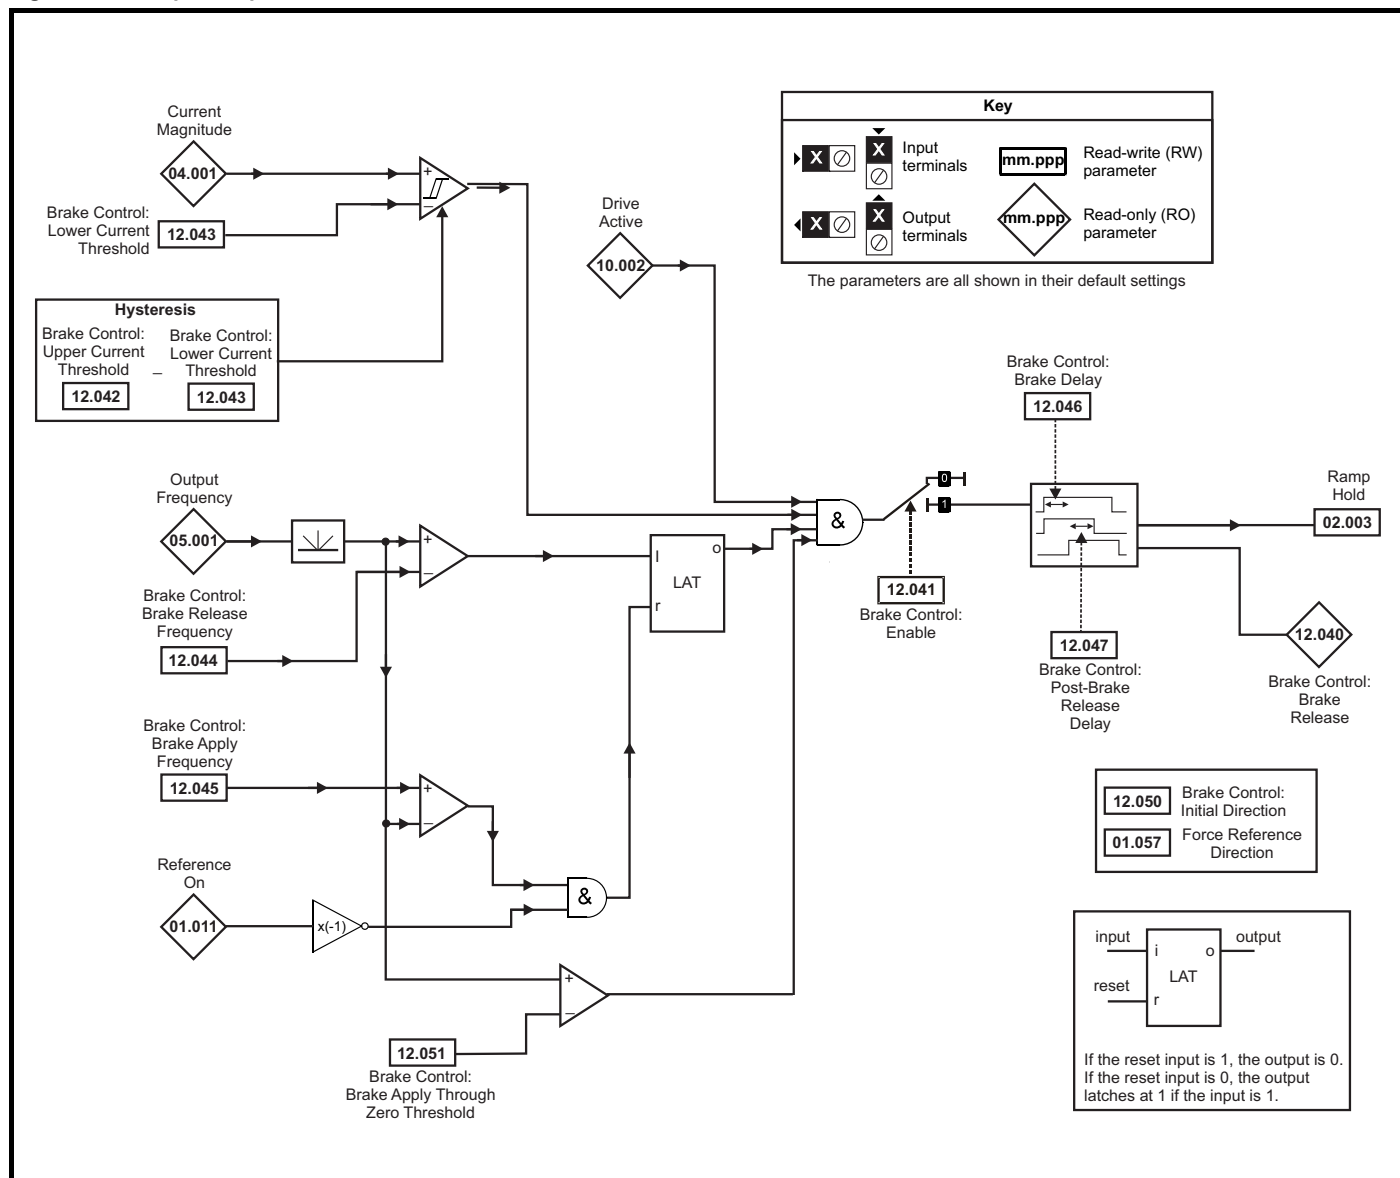 Current
Magnitude
04.001
+
–
Brake Control:
Lower Current
Threshold
12.043
Hysteresis
Brake Control:
Upper Current
Threshold
12.042
–
Brake Control:
Lower Current
Threshold
12.043
Drive
Active
10.002
Key
X
X
Input
terminals
mm.ppp
Read-write (RW)
parameter
X
X
Output
terminals
mm.ppp
Read-only (RO)
parameter
The parameters are all shown in their default settings
Output
Frequency
05.001
+
–
Brake Control:
Brake Release
Frequency
12.044
I
o
LAT
r
&
0
1
12.041
Brake Control:
Enable
Brake Control:
Brake Delay
12.046
12.047
Brake Control:
Post-Brake
Release
Delay
Ramp
Hold
02.003
12.040
Brake Control:
Brake
Release
Brake Control:
Brake Apply
Frequency
12.045
+
–
Reference
On
01.011
x(-1)
&
+
–
12.051
Brake Control:
Brake Apply Through
Zero Threshold
12.050
Brake Control:
Initial Direction
01.057
Force Reference
Direction
input
i
o
output
LAT
reset
r
If the reset input is 1, the output is 0.
If the reset input is 0, the output
latches at 1 if the input is 1.